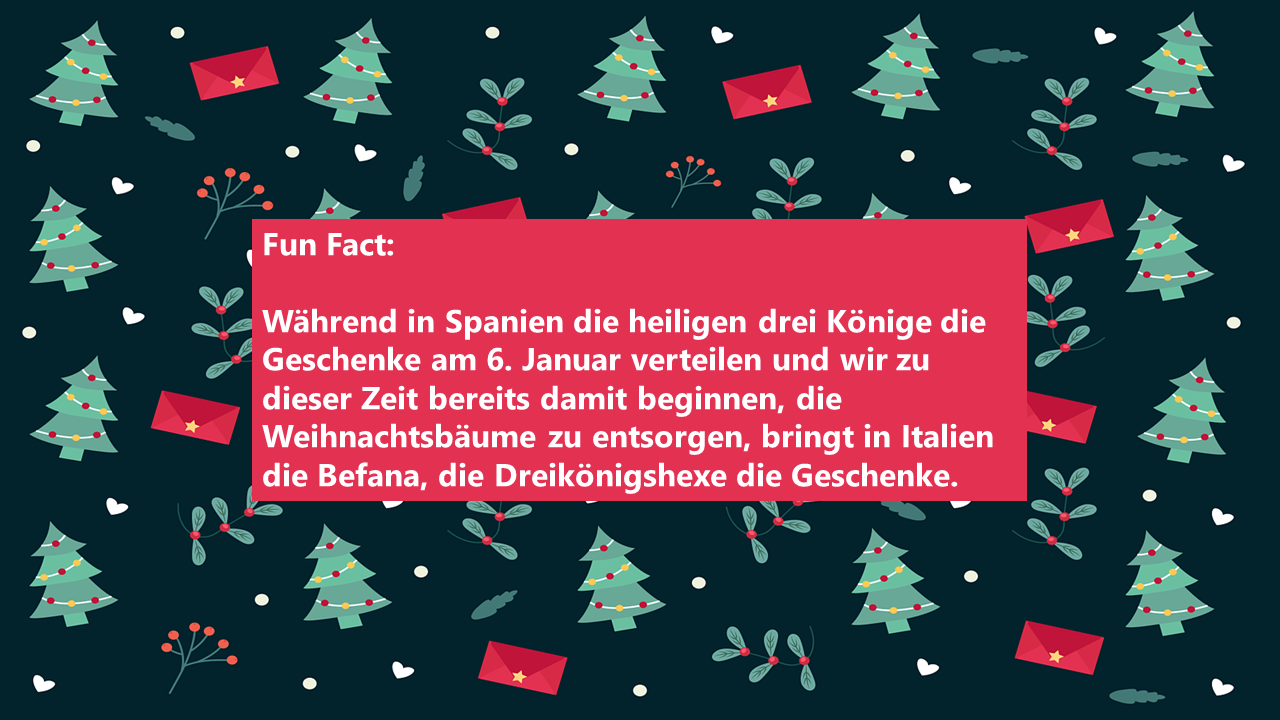 Fun Fact:
Während in Spanien die heiligen drei Könige die
Geschenke am 6. Januar verteilen und wir zu
dieser Zeit bereits damit beginnen, die
Weihnachtsbäume zu entsorgen, bringt in Italien
die Befana, die Dreikönigshexe die Geschenke.